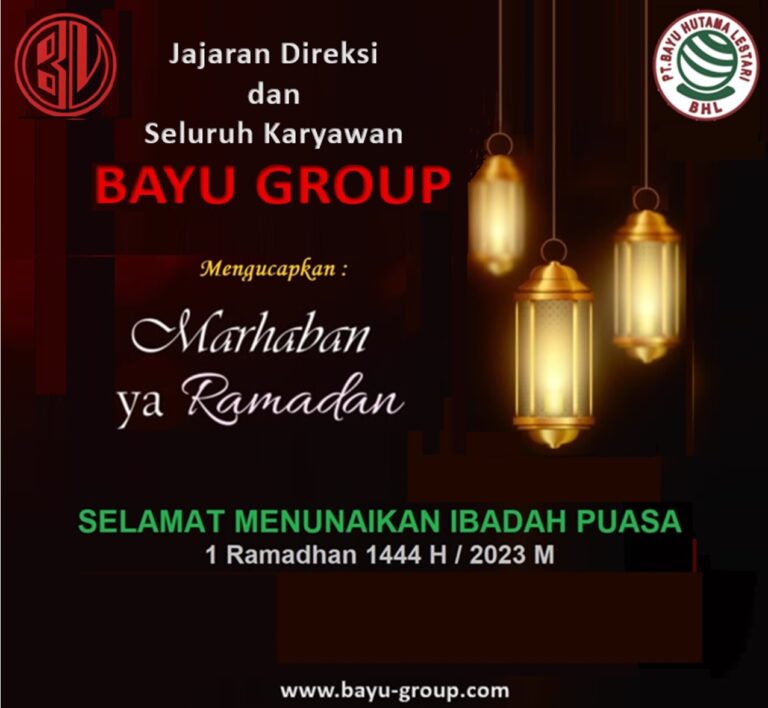 BU
PT.BAYU HUTAMA LESTARI
BHL
Jajaran Direksi
dan
Seluruh Karyawan
BAYU GROUP
Mengucapkan :
Marhaban
ya Ramadan
SELAMAT MENUNAIKAN IBADAH PUASA
1 Ramadhan 1444 H / 2023 M
www.bayu-group.com